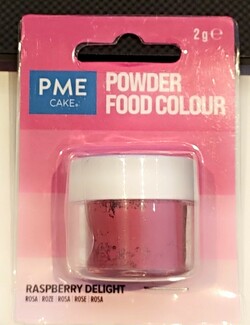 2g ℮
PME
CAKE®
POWDER
FOOD COLOUR
RASPBERRY DELIGHT
ROSA | ROZE | ROSA | ROSE | ROSA